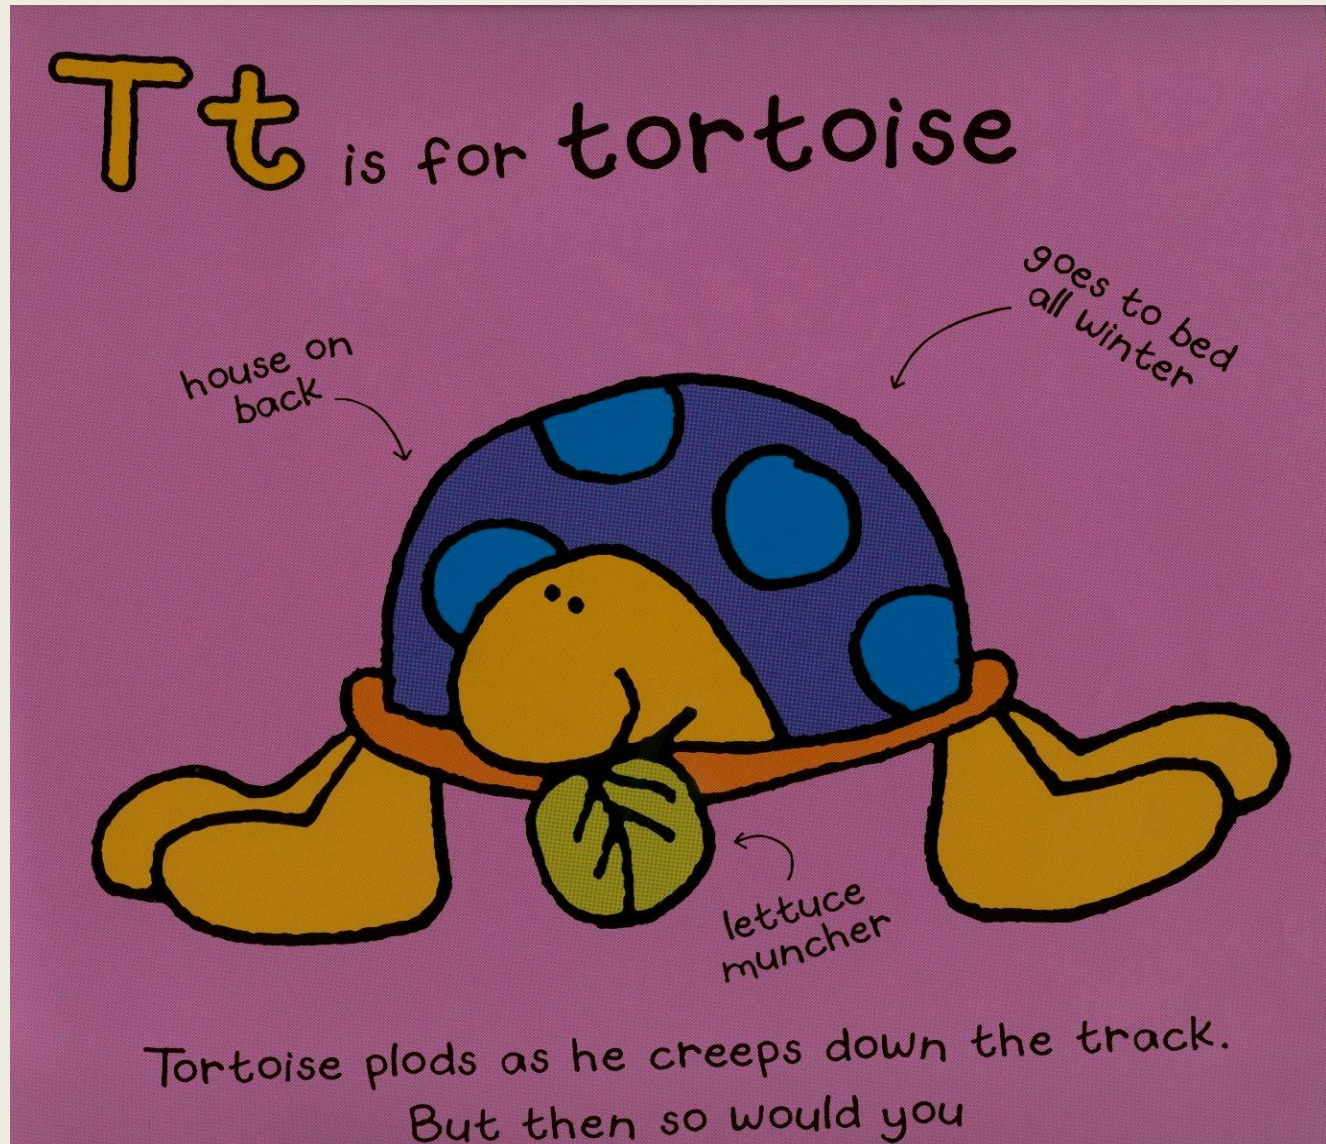 Tt is for tortoise
goes to bed
all winter
house on
back
lettuce
muncher
Tortoise plods as he creeps down the track.
But then so would you